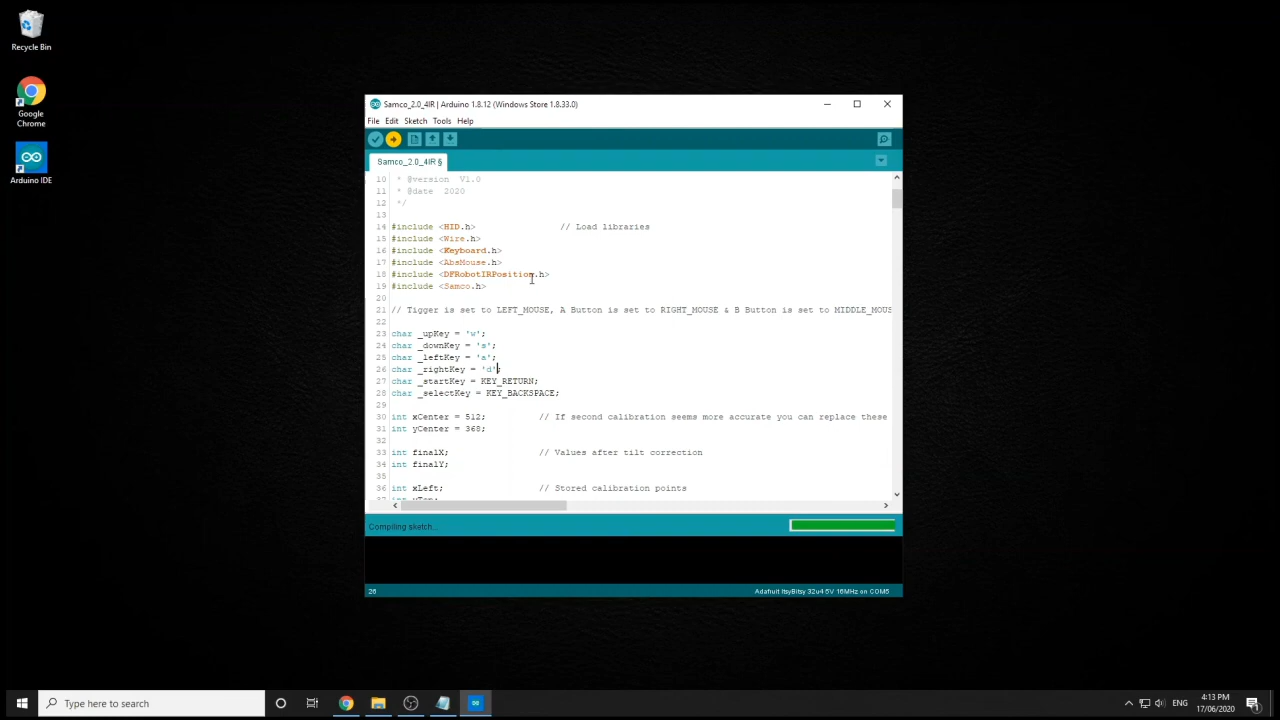 Recycle Bin
Google
Chrome
Arduino IDE
Samco_2.0_4IR | Arduino 1.8.12 (Windows Store 1.8.33.0)
File Edit Sketch Tools Help
Samco_2.0_4IR §
10 * @version V1.0
11 * @date 2020
12 */
13
14 #include <HID.h> // Load libraries
15 #include <Wire.h>
16 #include <Keyboard.h>
17 #include <AbsMouse.h>
18 #include <DFRobotIRPosition.h>
19 #include <Samco.h>
20
21 // Tigger is set to LEFT_MOUSE, A Button is set to RIGHT_MOUSE & B Button is set to MIDDLE_MOUS
22
23 char _upKey = 'w';
24 char _downKey = 's';
25 char _leftKey = 'a';
26 char _rightKey = 'd';
27 char _startKey = KEY_RETURN;
28 char _selectKey = KEY_BACKSPACE;
29
30 int xCenter = 512; // If second calibration seems more accurate you can replace these
31 int yCenter = 368;
32
33 int finalX; // Values after tilt correction
34 int finalY;
35
36 int xLeft; // Stored calibration points
37 int yTop;
Compiling sketch...
26 Adafruit ItsyBitsy 32u4 5V 16MHz on COM5
Type here to search
ENG
4:13 PM
17/06/2020